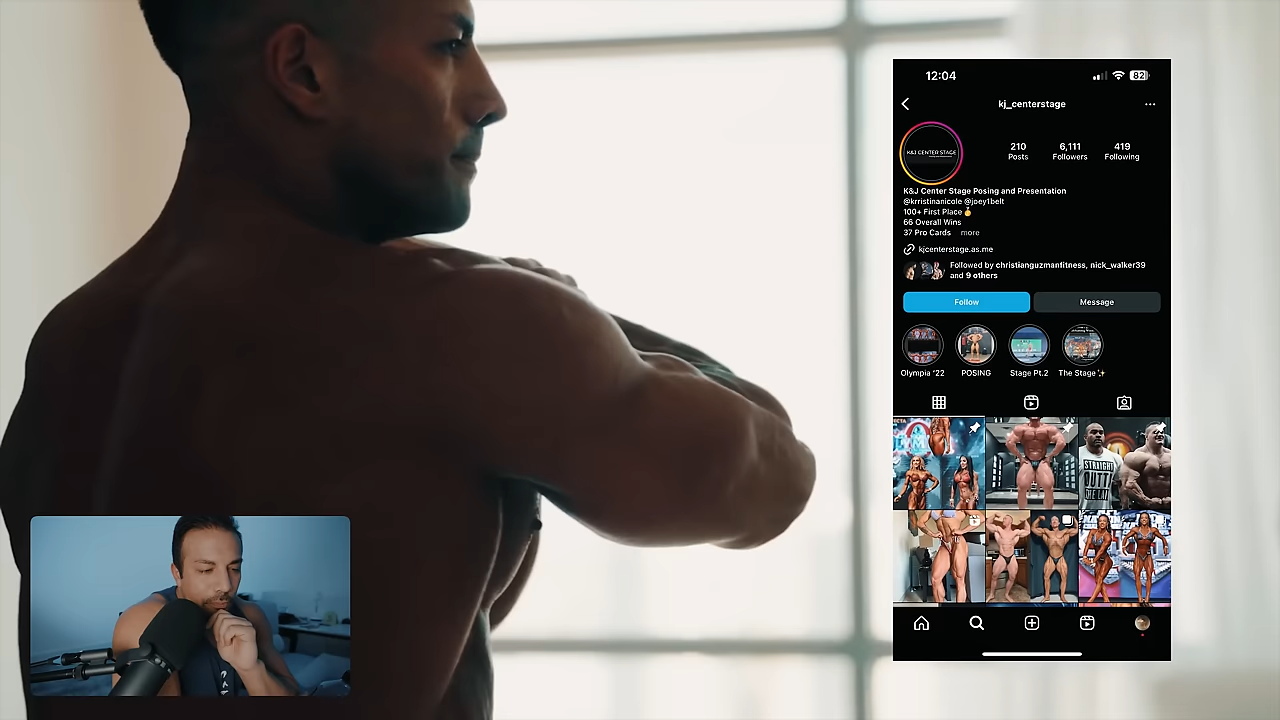 12:04
82
kj_centerstage
K&J CENTER STAGE
210
Posts
6,111
Followers
419
Following
K&J Center Stage Posing and Presentation
@krristinanicole @joey1belt
100+ First Place🥇
66 Overall Wins
37 Pro Cards more
kjcenterstage.as.me
Followed by christianguzmanfitness, nick_walker39
and 9 others
Follow
Message
Olympia '22
POSING
Stage Pt.2
The Stage✨
STRAIGHT
OUTT